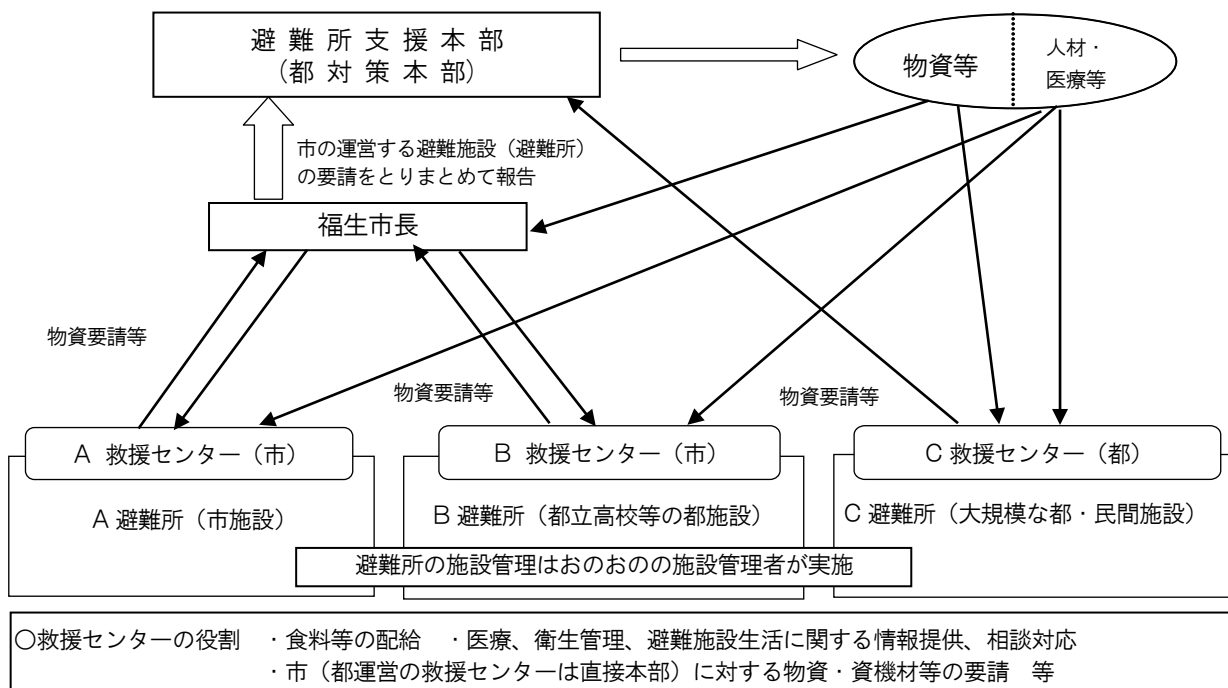 避難所支援本部
（都対策本部）
物資等
人材・
医療等
市の運営する避難施設（避難所）
の要請をとりまとめて報告
福生市長
物資要請等
物資要請等
物資要請等
A 救援センター（市）
B 救援センター（市）
C 救援センター（都）
A 避難所（市施設）
B 避難所（都立高校等の都施設）
C 避難所（大規模な都・民間施設）
避難所の施設管理はおのおのの施設管理者が実施
○救援センターの役割 ・食料等の配給 ・医療、衛生管理、避難施設生活に関する情報提供、相談対応
・市（都運営の救援センターは直接本部）に対する物資・資機材等の要請 等